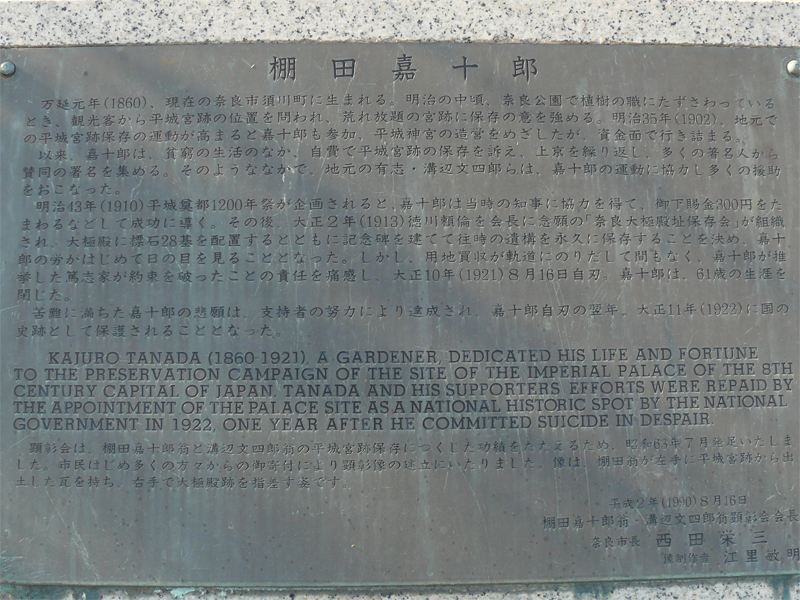 棚田嘉十郎
万延元年(1860)、現在の奈良市須川町に生まれる。明治の中頃、奈良公園で植樹の職にたずさわっている
とき、観光客から平城宮跡の位置を問われ、荒れ放題の宮跡に保存の意を強める。明治35年(1902)、地元で
の平城宮跡保存の運動が高まると嘉十郎も参加、平城神宮の造営をめざしたが、資金面で行き詰まる。
以来、嘉十郎は、貧窮の生活のなか、自費で平城宮跡の保存を訴え、上京を繰り返し、多くの著名人から
賛同の署名を集める。そのようななかで、地元の有志・溝辺文四郎らは、嘉十郎の運動に協力し多くの援助
をおこなった。
明治43年(1910)平城奠都1200年祭が企画されると、嘉十郎は当時の知事に協力を得て、御下賜金300円をた
まわるなどして成功に導く。その後、大正2年(1913)徳川頼倫を会長に念願の「奈良大極殿址保存会」が組織
され、大極殿に標石28基を配置するとともに記念碑を建てて往時の遺構を永久に保存することを決め、嘉十
郎の労がはじめて日の目を見ることとなった。しかし、用地買収が軌道にのりだして間もなく、嘉十郎が推
挙した篤志家が約束を破ったことの責任を痛感し、大正10年(1921)8月16日自刃。嘉十郎は、61歳の生涯を
閉じた。
苦難に満ちた嘉十郎の悲願は、支持者の努力により達成され、嘉十郎自刃の翌年、大正11年(1922)に国の
史跡として保護されることとなった。
KAJURO TANADA (1860-1921), A GARDENER, DEDICATED HIS LIFE AND FORTUNE
TO THE PRESERVATION CAMPAIGN OF THE SITE OF THE IMPERIAL PALACE OF THE 8TH
CENTURY CAPITAL OF JAPAN. TANADA AND HIS SUPPORTERS' EFFORTS WERE REPAID BY
THE APPOINTMENT OF THE PALACE SITE AS A NATIONAL HISTORIC SPOT BY THE NATIONAL
GOVERNMENT IN 1922, ONE YEAR AFTER HE COMMITTED SUICIDE IN DESPAIR.
顕彰会は、棚田嘉十郎翁と溝辺文四郎翁の平城宮跡保存につくした功績をたたえるため、昭和63年7月発足いたしま
した。市民はじめ多くの方々からの御寄付により顕彰像の建立にいたりました。像は、棚田翁が左手に平城宮跡から出
土した瓦を持ち、右手で大極殿跡を指差す姿です。
平成2年(1990)8月16日
棚田嘉十郎翁・溝辺文四郎翁顕彰会会長
奈良市長 西田栄三
像制作者 江里敏明